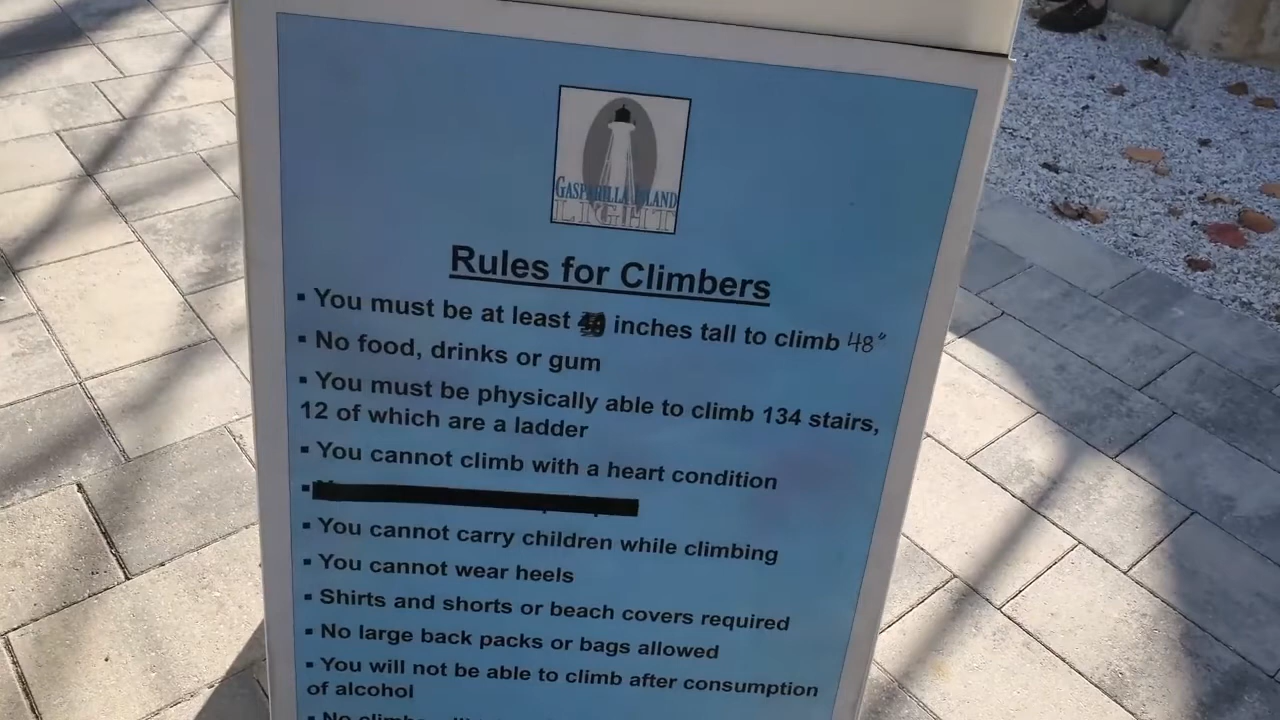 GASPARILLA ISLAND
LIGHT
Rules for Climbers
▪ You must be at least inches tall to climb 48"
▪ No food, drinks or gum
▪ You must be physically able to climb 134 stairs,
12 of which are a ladder
▪ You cannot climb with a heart condition
▪ You cannot carry children while climbing
▪ You cannot wear heels
▪ Shirts and shorts or beach covers required
▪ No large back packs or bags allowed
▪ You will not be able to climb after consumption
of alcohol
▪ No